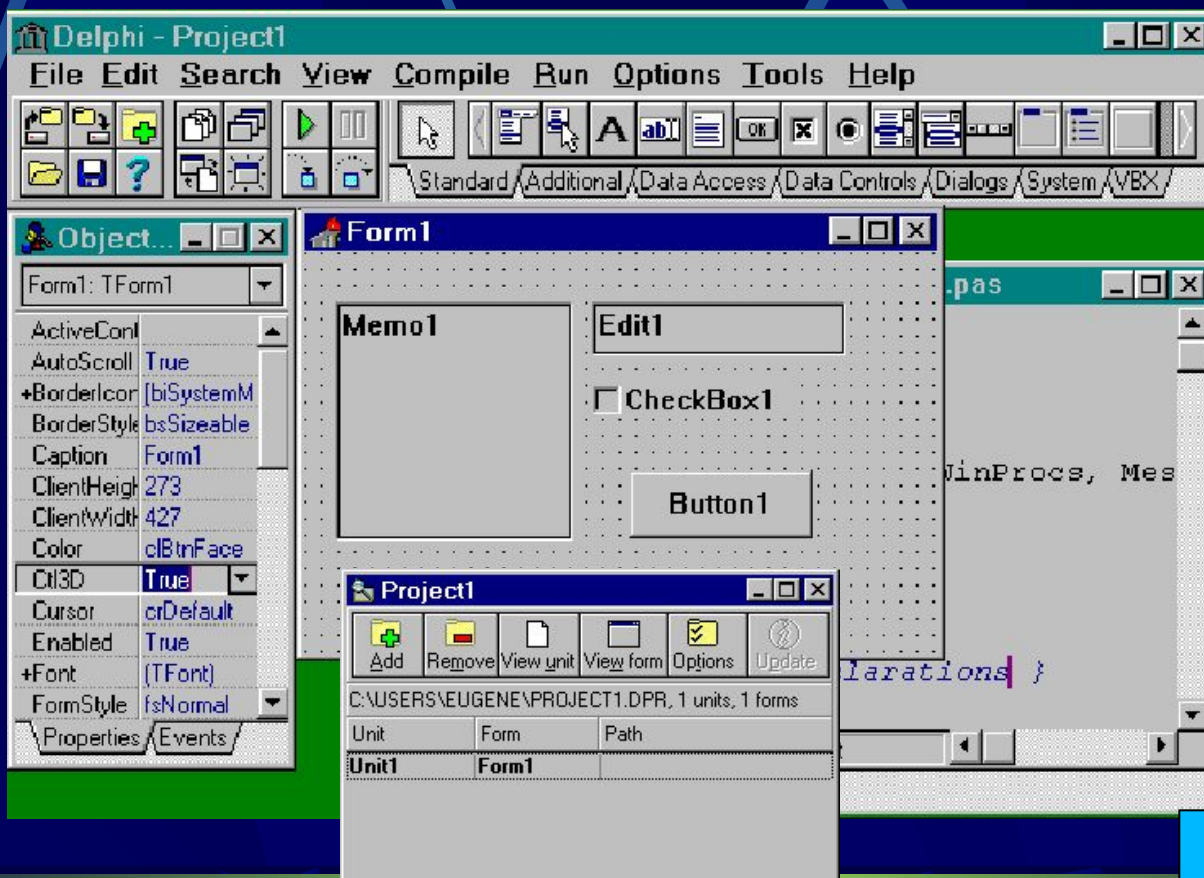 Delphi - Project1
File Edit Search View Compile Run Options Tools Help
OK
Standard Additional Data Access Data Controls Dialogs System VBX
Object...
Form1: TForm1
ActiveCont
AutoScroll True
+BorderIcon [biSystemM
BorderStyle bsSizeable
Caption Form1
ClientHeigh 273
ClientWidth 427
Color clBtnFace
Ctl3D True
Cursor crDefault
Enabled True
+Font (TFont)
FormStyle fsNormal
Properties Events
Form1
Memo1
Edit1
CheckBox1
Button1
.pas
WinProcs, Mes
larations }
Project1
Add Remove View unit View form Options Update
C:\USERS\EUGENE\PROJECT1.DPR, 1 units, 1 forms
Unit Form Path
Unit1 Form1